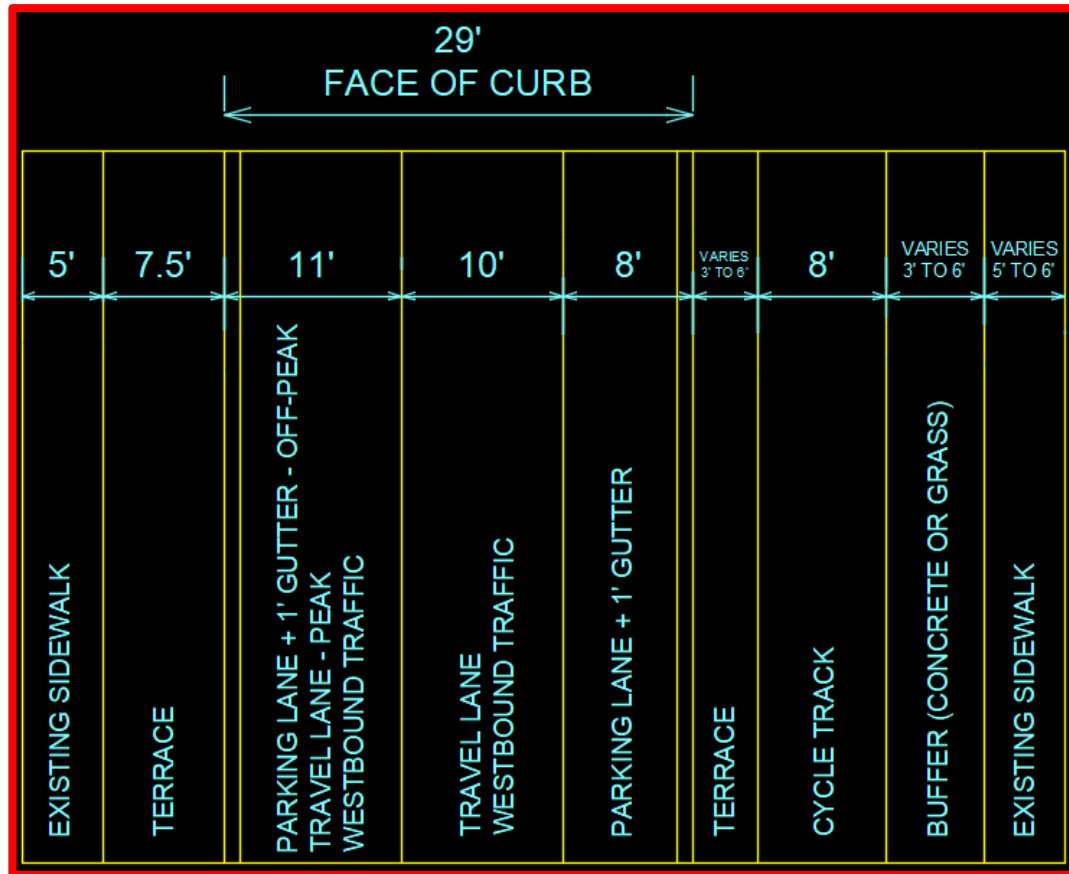 29'
FACE OF CURB
5'
7.5'
11'
10'
8'
VARIES
3' TO 6'
8'
VARIES
3' TO 6'
VARIES
5' TO 6'
EXISTING SIDEWALK
TERRACE
PARKING LANE + 1' GUTTER - OFF-PEAK
TRAVEL LANE - PEAK
WESTBOUND TRAFFIC
TRAVEL LANE
WESTBOUND TRAFFIC
PARKING LANE + 1' GUTTER
TERRACE
CYCLE TRACK
BUFFER (CONCRETE OR GRASS)
EXISTING SIDEWALK